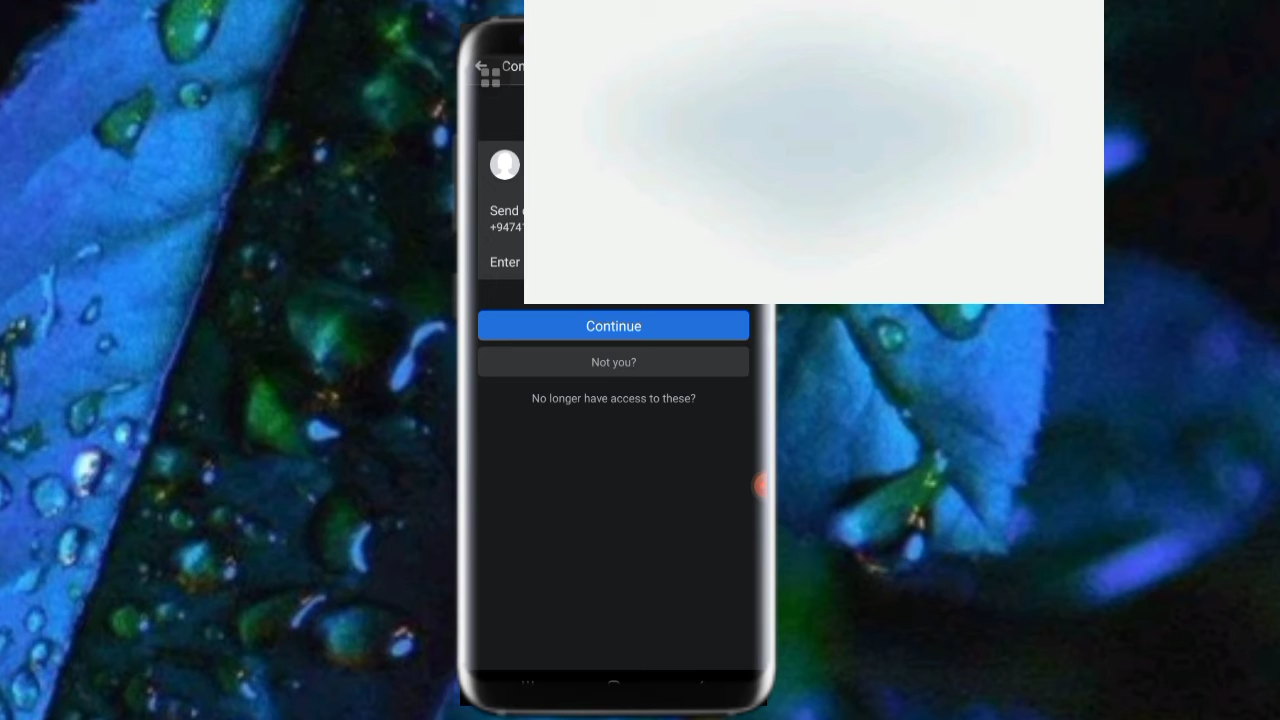 Con
Send
+9474
Enter
Continue
Not you?
No longer have access to these?